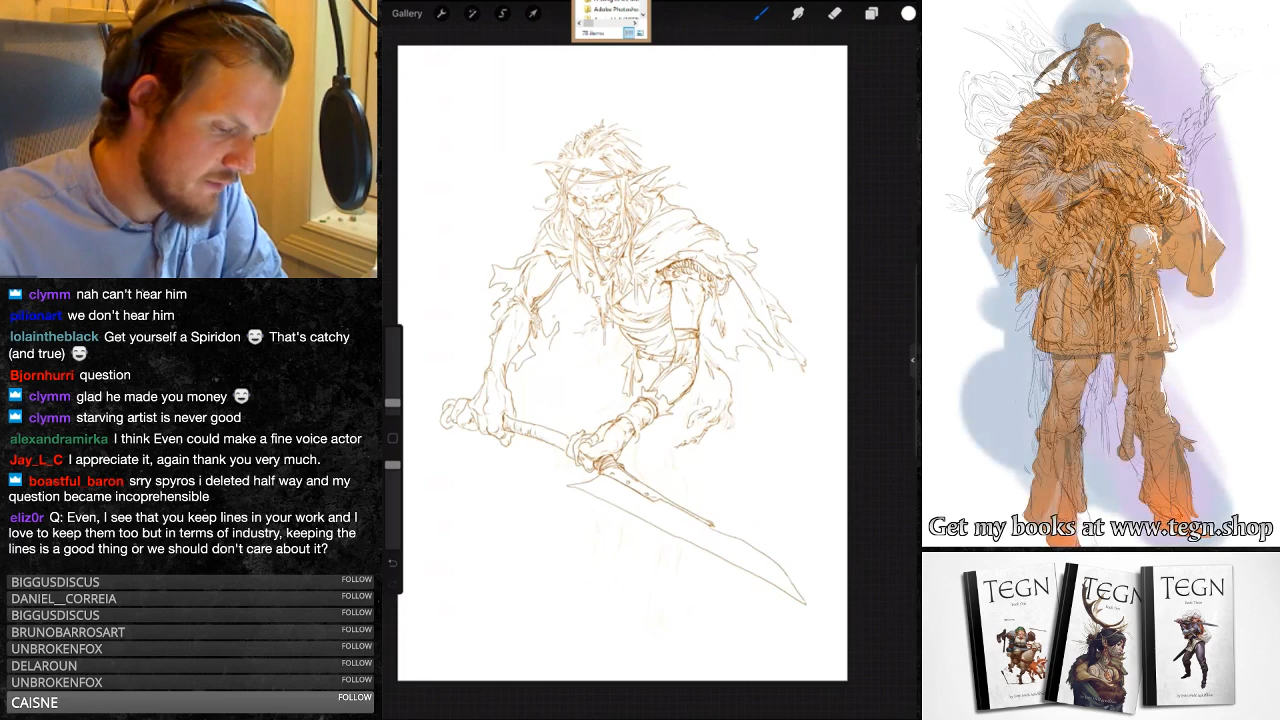 clymm nah can't hear him
we don't hear him
lolaintheblack Get yourself a Spiridon That's catchy
(and true)
Bjornhurri question
clymm glad he made you money
clymm starving artist is never good
alexandramirka I think Even could make a fine voice actor
Jay_L_C I appreciate it, again thank you very much.
boastful_baron srry spyros i deleted half way and my
question became incoprehensible
eliz0r Q: Even, I see that you keep lines in your work and I
love to keep them too but in terms of industry, keeping the
lines is a good thing or we should don't care about it?
BIGGUSDISCUS FOLLOW
DANIEL__CORREIA FOLLOW
BIGGUSDISCUS FOLLOW
BRUNOBARROSART FOLLOW
UNBROKENFOX FOLLOW
DELAROUN FOLLOW
UNBROKENFOX FOLLOW
CAISNE FOLLOW
Gallery
Adobe Photosho
78 items
Get my books at www.tegn.shop
TEGN
Book One
TEGN
TEGN